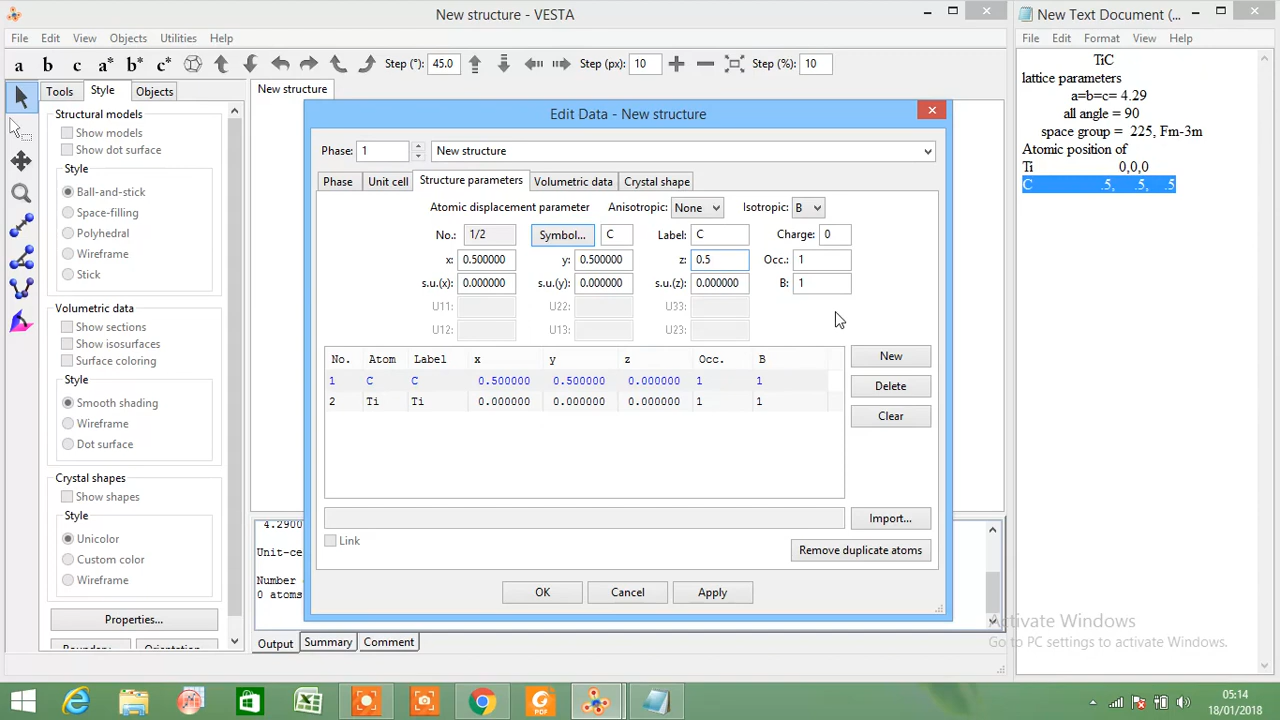 New structure - VESTA
File Edit View Objects Utilities Help
a b c a* b* c* Step (°): 45.0 Step (px): 10 Step (%): 10
Tools Style Objects
New structure
Structural models
Show models
Show dot surface
Style
Ball-and-stick
Space-filling
Polyhedral
Wireframe
Stick
Volumetric data
Show sections
Show isosurfaces
Surface coloring
Style
Smooth shading
Wireframe
Dot surface
Crystal shapes
Show shapes
Style
Unicolor
Custom color
Wireframe
Properties...
Boundary... Orientation...
Edit Data - New structure
Phase: 1 New structure
Phase Unit cell Structure parameters Volumetric data Crystal shape
Atomic displacement parameter Anisotropic: None Isotropic: B
No.: 1/2 Symbol... C Label: C Charge: 0
x: 0.500000 y: 0.500000 z: 0.5 Occ.: 1
s.u.(x): 0.000000 s.u.(y): 0.000000 s.u.(z): 0.000000 B: 1
U11: U22: U33:
U12: U13: U23:
No. Atom Label x y z Occ. B
1 C C 0.500000 0.500000 0.000000 1 1
2 Ti Ti 0.000000 0.000000 0.000000 1 1
New
Delete
Clear
Import...
Link
Remove duplicate atoms
OK Cancel Apply
4.2900
Unit-ce
Number
0 atoms
Output Summary Comment
New Text Document (...
File Edit Format View Help
TiC
lattice parameters
a=b=c= 4.29
all angle = 90
space group = 225, Fm-3m
Atomic position of
Ti 0,0,0
C .5, .5, .5
Activate Windows
Go to PC settings to activate Windows.
PDF
05:14
18/01/2018